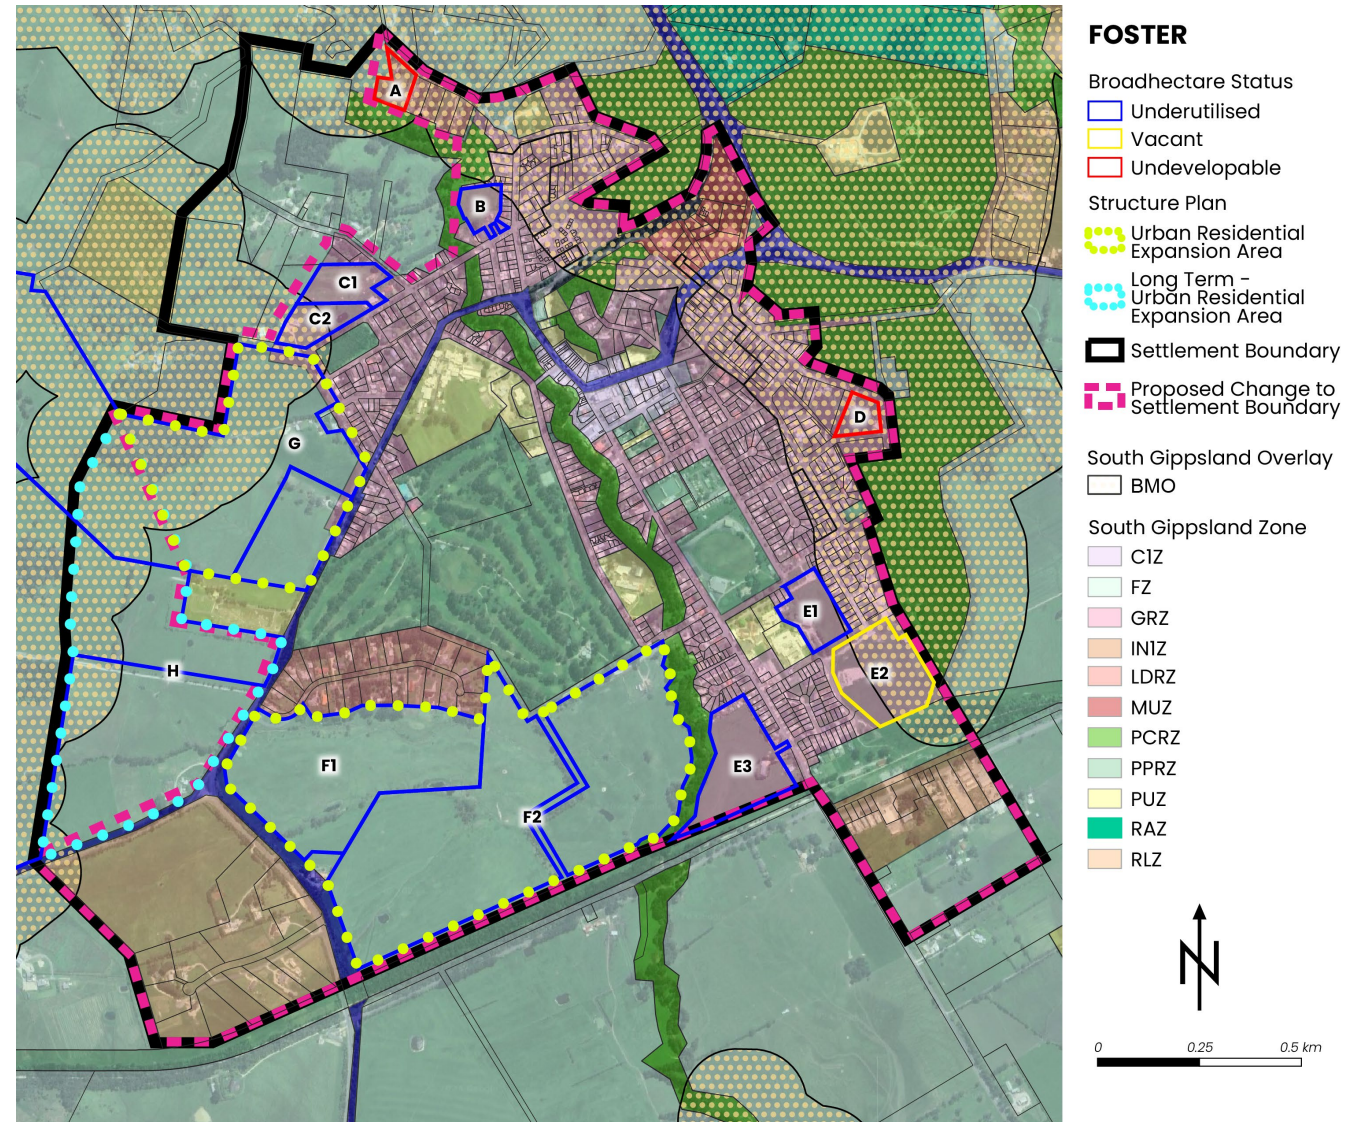 FOSTER
Broadhectare Status
Underutilised
Vacant
Undevelopable
Structure Plan
Urban Residential
Expansion Area
Long Term -
Urban Residential
Expansion Area
Settlement Boundary
Proposed Change to
Settlement Boundary
South Gippsland Overlay
BMO
South Gippsland Zone
C1Z
FZ
GRZ
IN1Z
LDRZ
MUZ
PCRZ
PPRZ
PUZ
RAZ
RLZ
N
0 0.25 0.5 km
A
B
C1
C2
D
G
E1
H
E2
F1
E3
F2